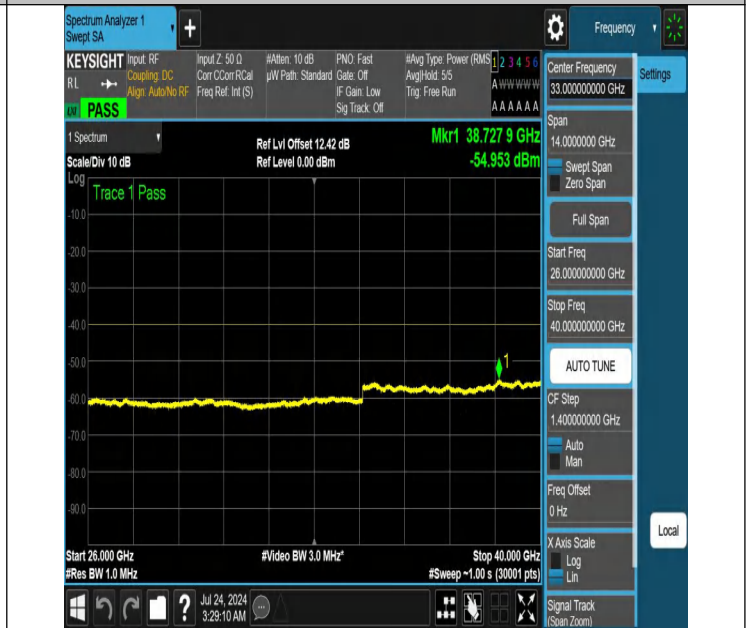 Spectrum Analyzer 1
Swept SA
Frequency
KEYSIGHT
RL
PASS
Input: RF
Coupling: DC
Align: Auto/No RF
Input Z: 50 Ω
Corr CCorr RCal
Freq Ref: Int (S)
#Atten: 10 dB
µW Path: Standard
PNO: Fast
Gate: Off
IF Gain: Low
Sig Track: Off
#Avg Type: Power (RMS
Avg|Hold: 5/5
Trig: Free Run
1 2 3 4 5 6
A W W W W W
A A A A A A
1 Spectrum
Scale/Div 10 dB
Ref Lvl Offset 12.42 dB
Ref Level 0.00 dBm
Mkr1 38.727 9 GHz
-54.953 dBm
Log
Trace 1 Pass
-10.0
-20.0
-30.0
-40.0
-50.0
-60.0
-70.0
-80.0
-90.0
1
Start 26.000 GHz
#Res BW 1.0 MHz
#Video BW 3.0 MHz*
Stop 40.000 GHz
#Sweep ~1.00 s (30001 pts)
Center Frequency
33.000000000 GHz
Settings
Span
14.0000000 GHz
Swept Span
Zero Span
Full Span
Start Freq
26.000000000 GHz
Stop Freq
40.000000000 GHz
AUTO TUNE
CF Step
1.400000000 GHz
Auto
Man
Freq Offset
0 Hz
X Axis Scale
Log
Lin
Local
Signal Track
(Span Zoom)
?
Jul 24, 2024
3:29:10 AM